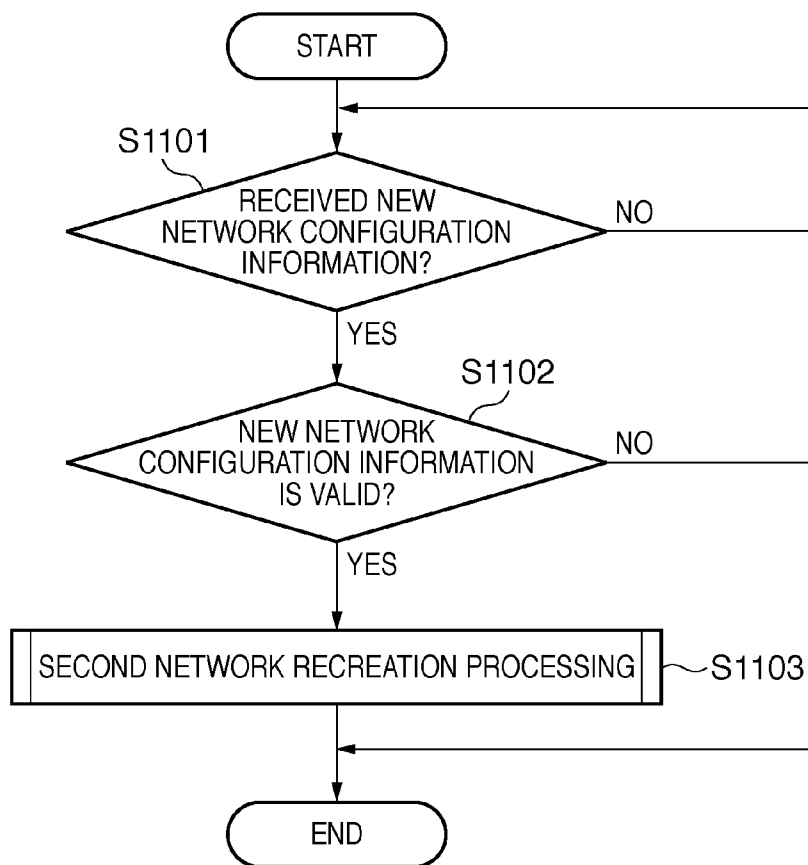 START
S1101
RECEIVED NEW
NETWORK CONFIGURATION
INFORMATION?
NO
YES
S1102
NEW NETWORK
CONFIGURATION INFORMATION
IS VALID?
NO
YES
SECOND NETWORK RECREATION PROCESSING
S1103
END